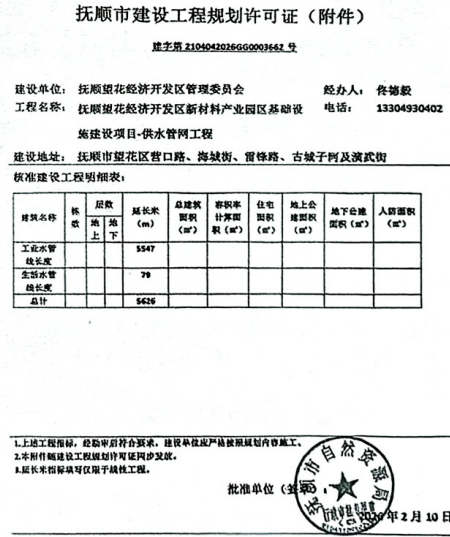 抚顺市建设工程规划许可证（附件）
建字第 2104042026GG0003662 号
建设单位： 抚顺望花经济开发区管理委员会 经办人： 佟德毅
工程名称： 抚顺望花经济开发区新材料产业园区基础设 电话： 13304930402
施建设项目-供水管网工程
建设地址： 抚顺市望花区营口路、海城街、雷锋路、古城子河及演武街
核准建设工程明细表：
建筑名称 栋数 层数 地上 地下 延长米（m） 总建筑面积（㎡） 容积率计算面积（㎡） 住宅面积（㎡） 地上公建面积（㎡） 地下公建面积（㎡） 人防面积（㎡）
工业水管线长度 5547
生活水管线长度 79
总计 5626
1.上述工程指标，经勘审后符合要求，建设单位应严格按照规划内容施工。
2.本附件随建设工程规划许可证同步发放。
3.延长米指标填写仅限于线性工程。
抚顺市自然资源局
批准单位（签章）：
2026 年 2 月 10 日